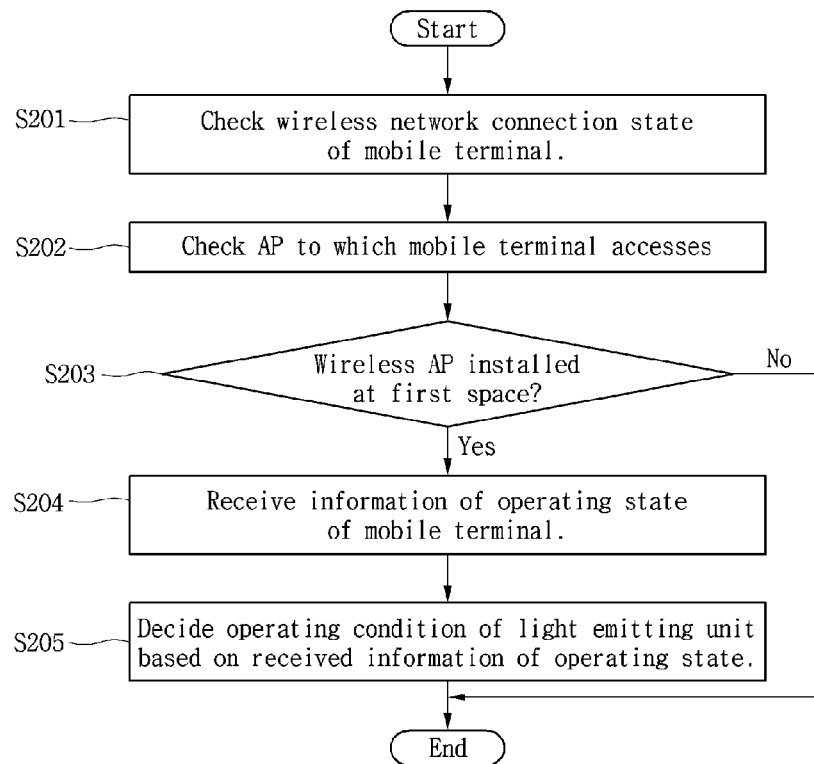 Start
S201
Check wireless network connection state
of mobile terminal.
S202
Check AP to which mobile terminal accesses
S203
Wireless AP installed
at first space?
No
Yes
S204
Receive information of operating state
of mobile terminal.
S205
Decide operating condition of light emitting unit
based on received information of operating state.
End